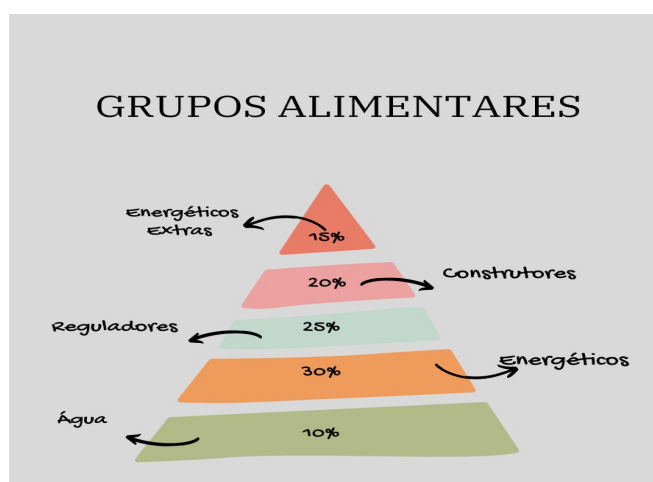 GRUPOS ALIMENTARES
Energéticos
Extras
15%
20%
Construtores
Reguladores
25%
30%
Energéticos
Água
10%